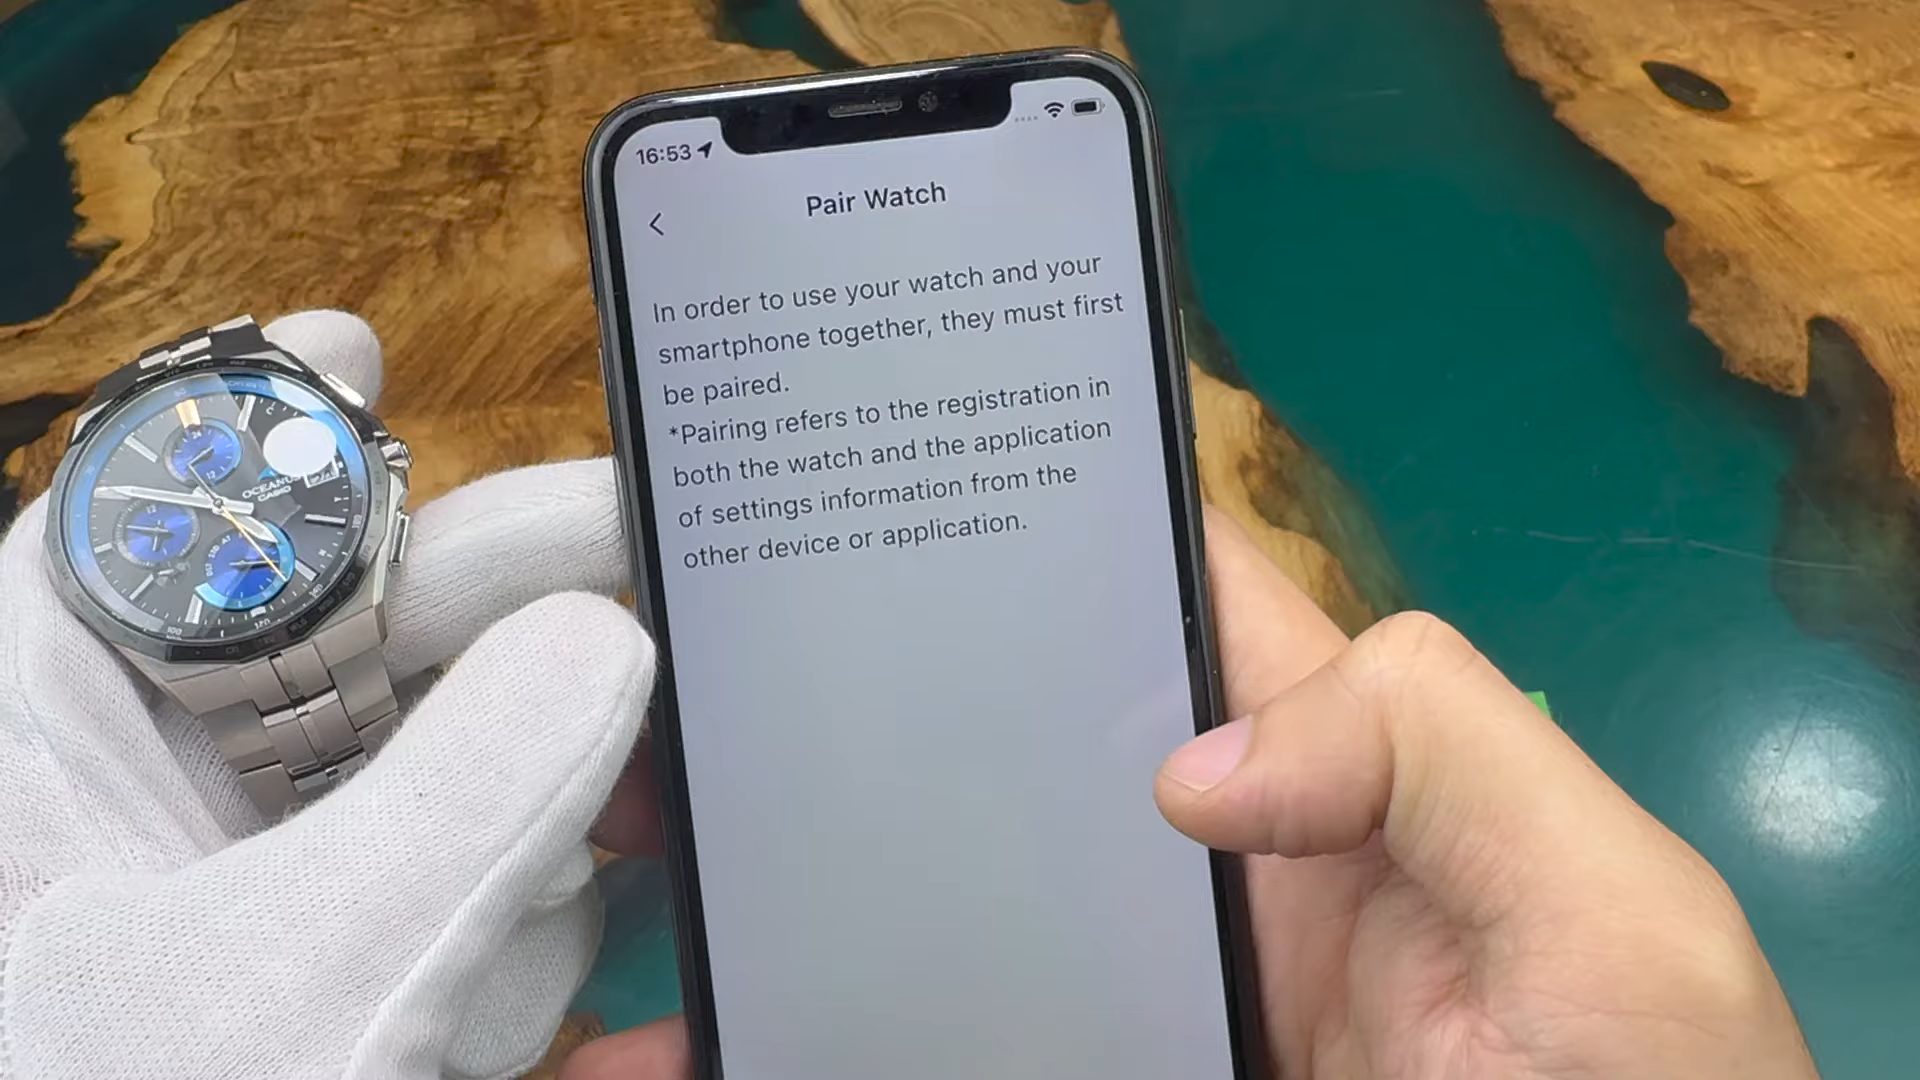 16:53
Pair Watch
In order to use your watch and your
smartphone together, they must first
be paired.
*Pairing refers to the registration in
both the watch and the application
of settings information from the
other device or application.
OCEANUS
CASIO